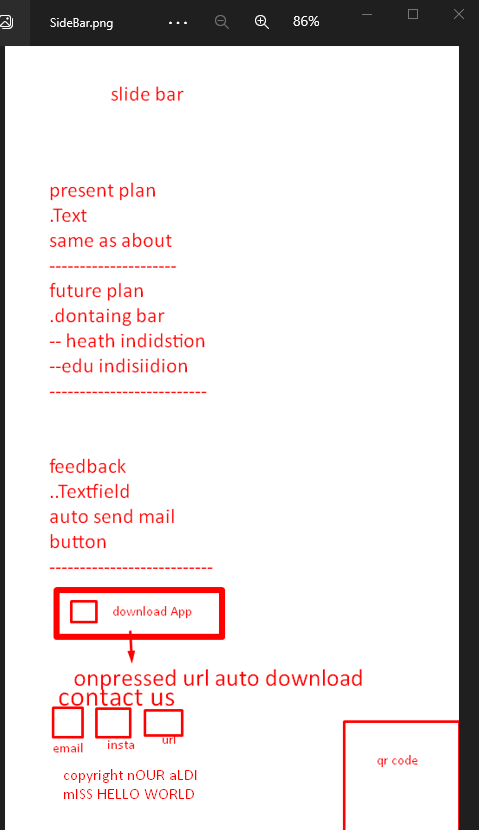 SideBar.png
86%
slide bar
present plan
.Text
same as about
---------------------
future plan
.dontaing bar
-- heath indidstion
--edu indisiidion
--------------------------
feedback
..Textfield
auto send mail
button
---------------------------
download App
onpressed url auto download
contact us
email insta url
qr code
copyright nOUR aLDI
mISS HELLO WORLD